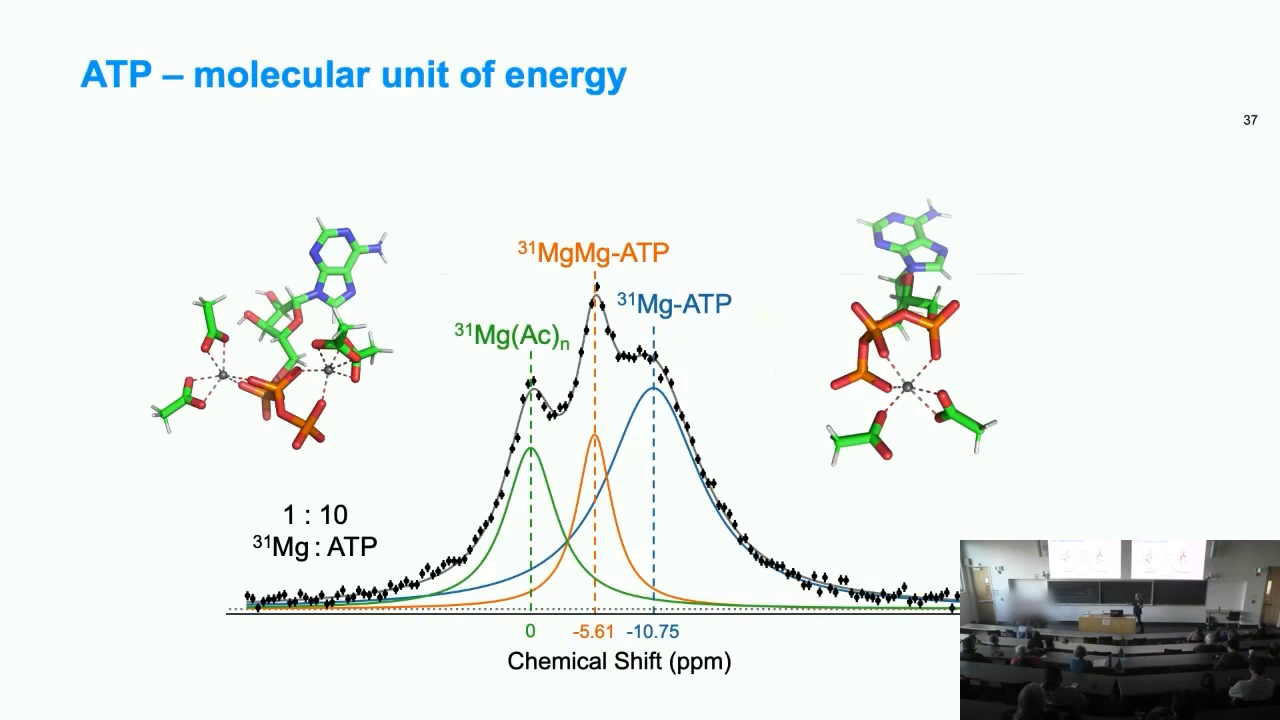 ATP – molecular unit of energy
37
³¹MgMg-ATP
³¹Mg-ATP
³¹Mg(Ac)ₙ
1 : 10
³¹Mg : ATP
0
-5.61
-10.75
Chemical Shift (ppm)